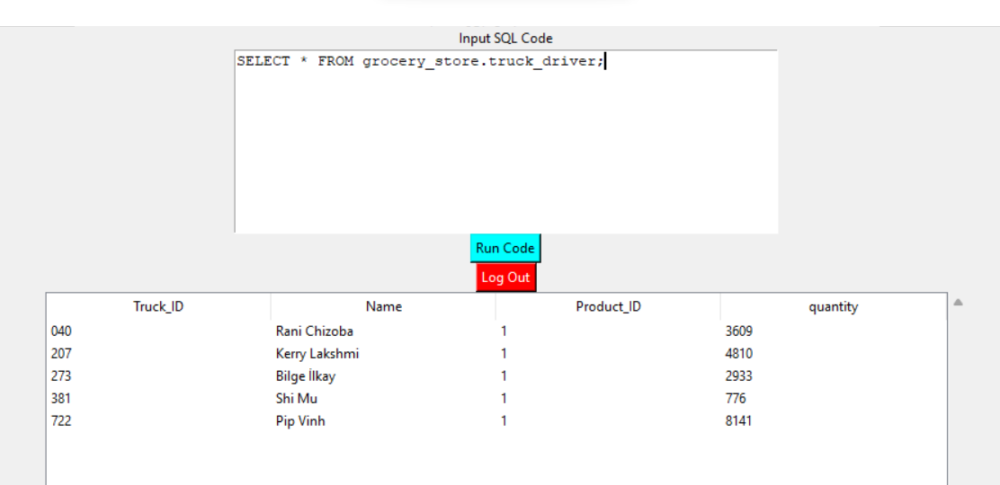 Input SQL Code
SELECT * FROM grocery_store.truck_driver;
Run Code
Log Out
Truck_ID Name Product_ID quantity
040 Rani Chizoba 1 3609
207 Kerry Lakshmi 1 4810
273 Bilge İlkay 1 2933
381 Shi Mu 1 776
722 Pip Vinh 1 8141